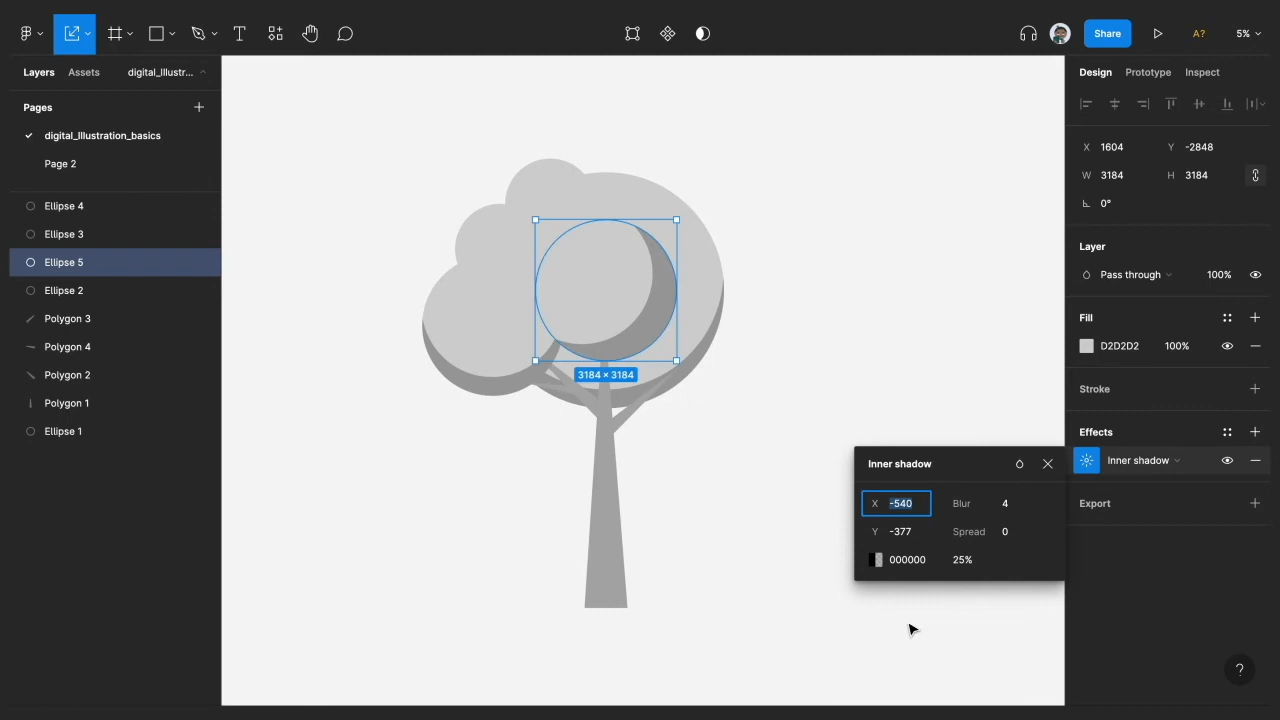 Share
A?
5%
Layers
Assets
digital_Illustr...
Design
Prototype
Inspect
Pages
digital_Illustration_basics
Page 2
Ellipse 4
Ellipse 3
Ellipse 5
Ellipse 2
Polygon 3
Polygon 4
Polygon 2
Polygon 1
Ellipse 1
3184 × 3184
X 1604 Y -2848
W 3184 H 3184
0°
Layer
Pass through 100%
Fill
D2D2D2 100%
Stroke
Effects
Inner shadow
Export
Inner shadow
X -540 Blur 4
Y -377 Spread 0
000000 25%
?